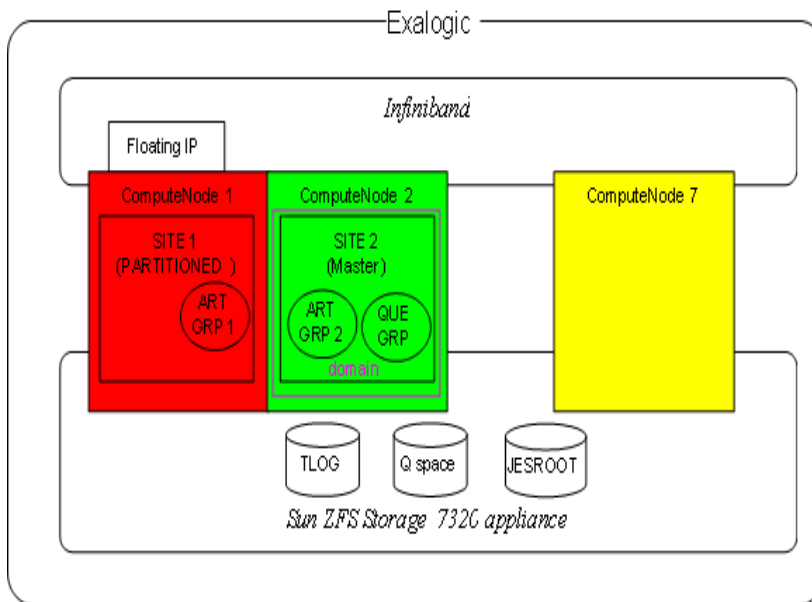 Exalogic
Infiniband
Floating IP
ComputeNode 1
ComputeNode 2
ComputeNode 7
SITE 1
(PARTITIONED )
ART
GRP 1
SITE 2
(Master)
ART
GRP 2
QUE
GRP
domain
TLOG
Q space
JESROOT
Sun ZFS Storage 7320 appliance